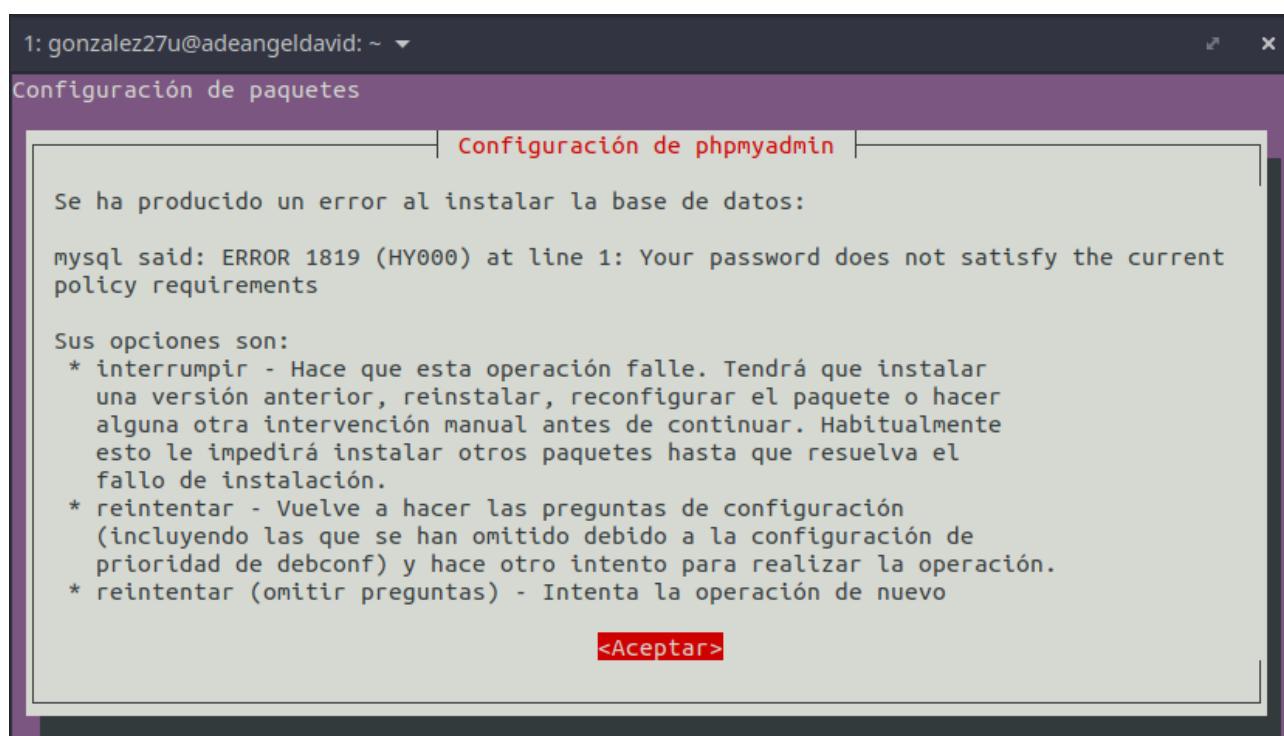 1: gonzalez27u@adeangeldavid: ~
Configuración de paquetes
Configuración de phpmyadmin
Se ha producido un error al instalar la base de datos:
mysql said: ERROR 1819 (HY000) at line 1: Your password does not satisfy the current
policy requirements
Sus opciones son:
* interrumpir - Hace que esta operación falle. Tendrá que instalar
una versión anterior, reinstalar, reconfigurar el paquete o hacer
alguna otra intervención manual antes de continuar. Habitualmente
esto le impedirá instalar otros paquetes hasta que resuelva el
fallo de instalación.
* reintentar - Vuelve a hacer las preguntas de configuración
(incluyendo las que se han omitido debido a la configuración de
prioridad de debconf) y hace otro intento para realizar la operación.
* reintentar (omitir preguntas) - Intenta la operación de nuevo
<Aceptar>